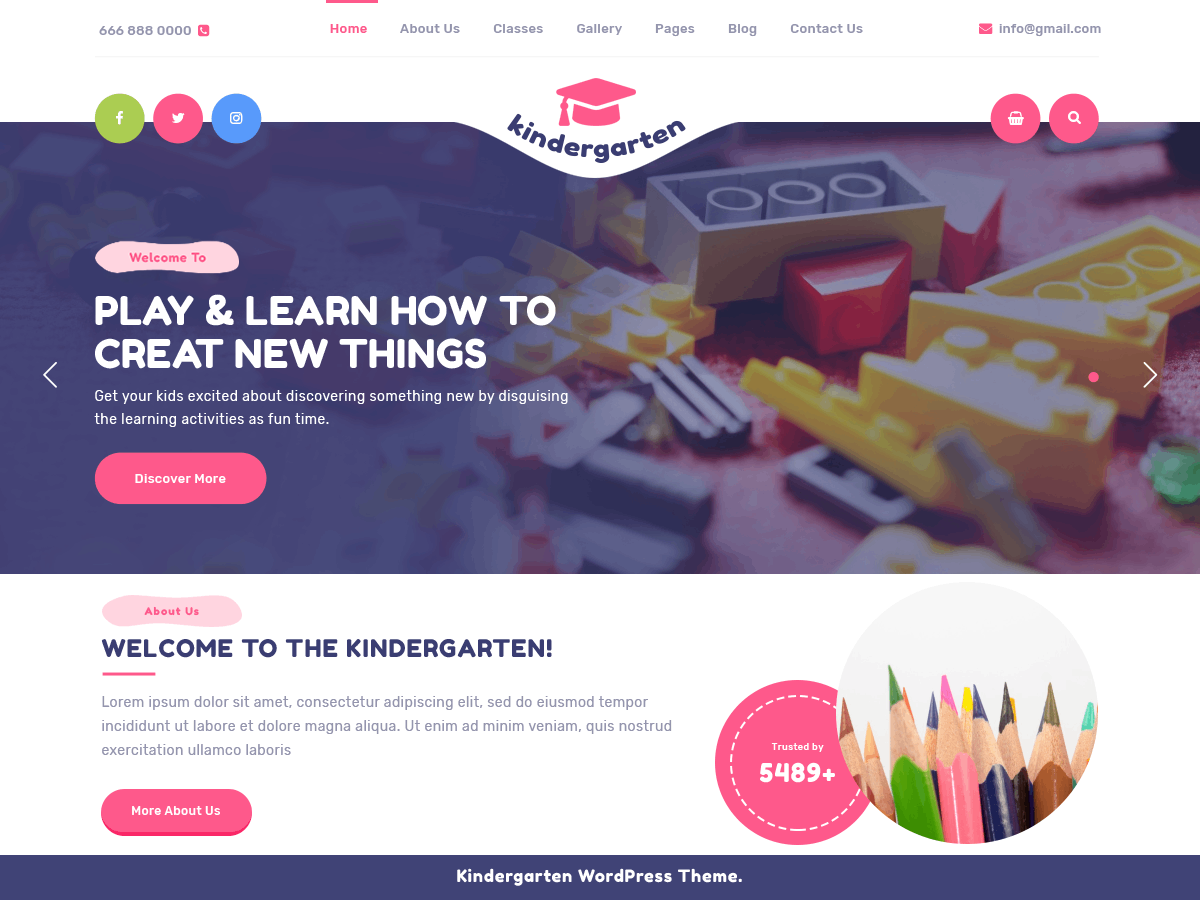 666 888 0000
Home About Us Classes Gallery Pages Blog Contact Us
info@gmail.com
kindergarten
Welcome To
PLAY & LEARN HOW TO
CREAT NEW THINGS
Get your kids excited about discovering something new by disguising
the learning activities as fun time.
Discover More
About Us
WELCOME TO THE KINDERGARTEN!
Lorem ipsum dolor sit amet, consectetur adipiscing elit, sed do eiusmod tempor
incididunt ut labore et dolore magna aliqua. Ut enim ad minim veniam, quis nostrud
exercitation ullamco laboris
More About Us
Trusted by
5489+
Kindergarten WordPress Theme.